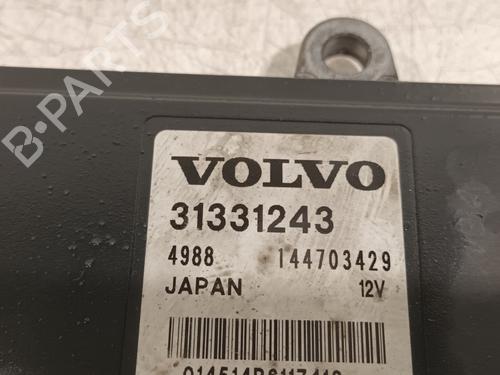 B-PARTS
VOLVO
31331243
4988 144703429
JAPAN 12V